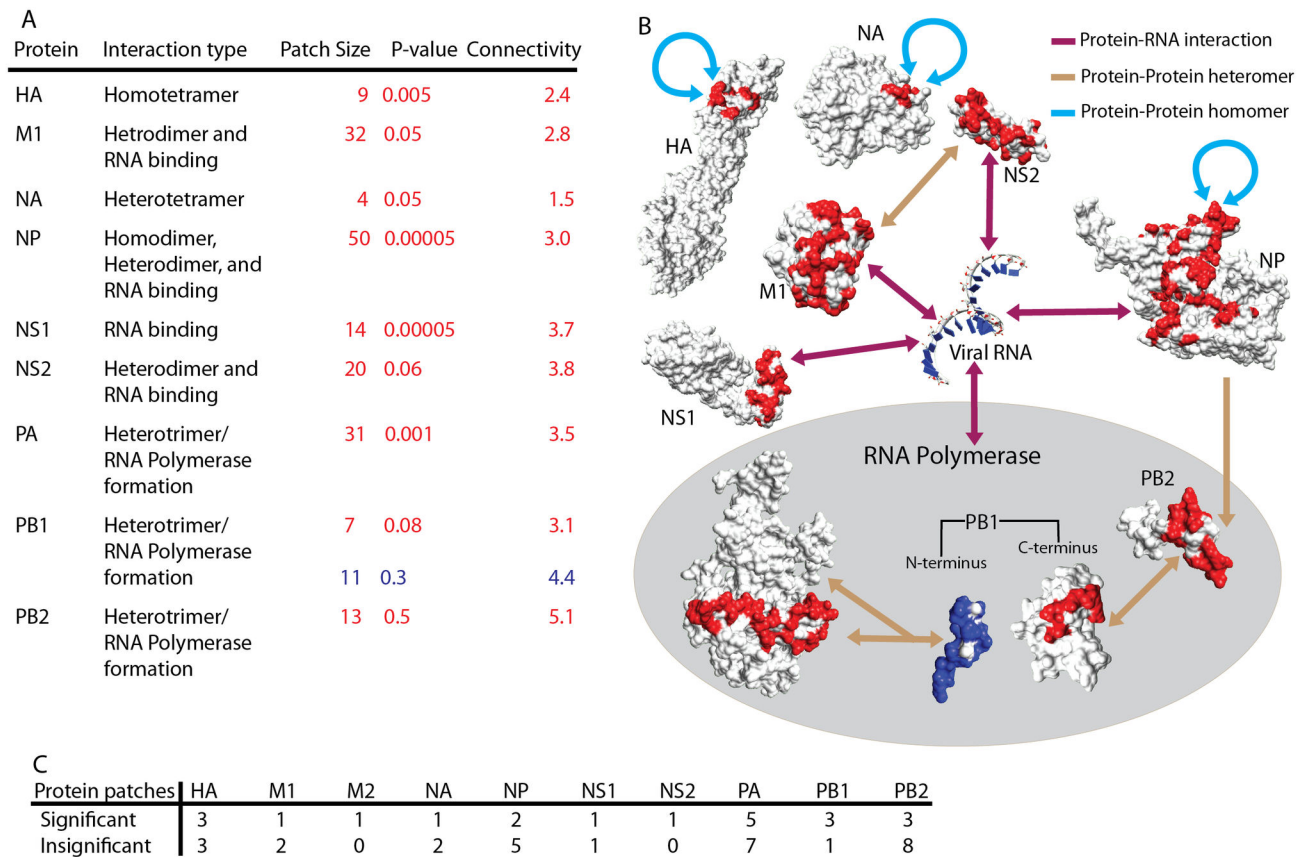 A
Protein Interaction type Patch Size P-value Connectivity
HA Homotetramer 9 0.005 2.4
M1 Hetrodimer and 32 0.05 2.8
RNA binding
NA Heterotetramer 4 0.05 1.5
NP Homodimer, 50 0.00005 3.0
Heterodimer, and
RNA binding
NS1 RNA binding 14 0.00005 3.7
NS2 Heterodimer and 20 0.06 3.8
RNA binding
PA Heterotrimer/ 31 0.001 3.5
RNA Polymerase
formation
PB1 Heterotrimer/ 7 0.08 3.1
RNA Polymerase
formation 11 0.3 4.4
PB2 Heterotrimer/ 13 0.5 5.1
RNA Polymerase
formation
B
NA
Protein-RNA interaction
Protein-Protein heteromer
Protein-Protein homomer
HA
NS2
NP
M1
Viral RNA
NS1
RNA Polymerase
PB2
PB1
N-terminus
C-terminus
C
Protein patches HA M1 M2 NA NP NS1 NS2 PA PB1 PB2
Significant 3 1 1 1 2 1 1 5 3 3
Insignificant 3 2 0 2 5 1 0 7 1 8